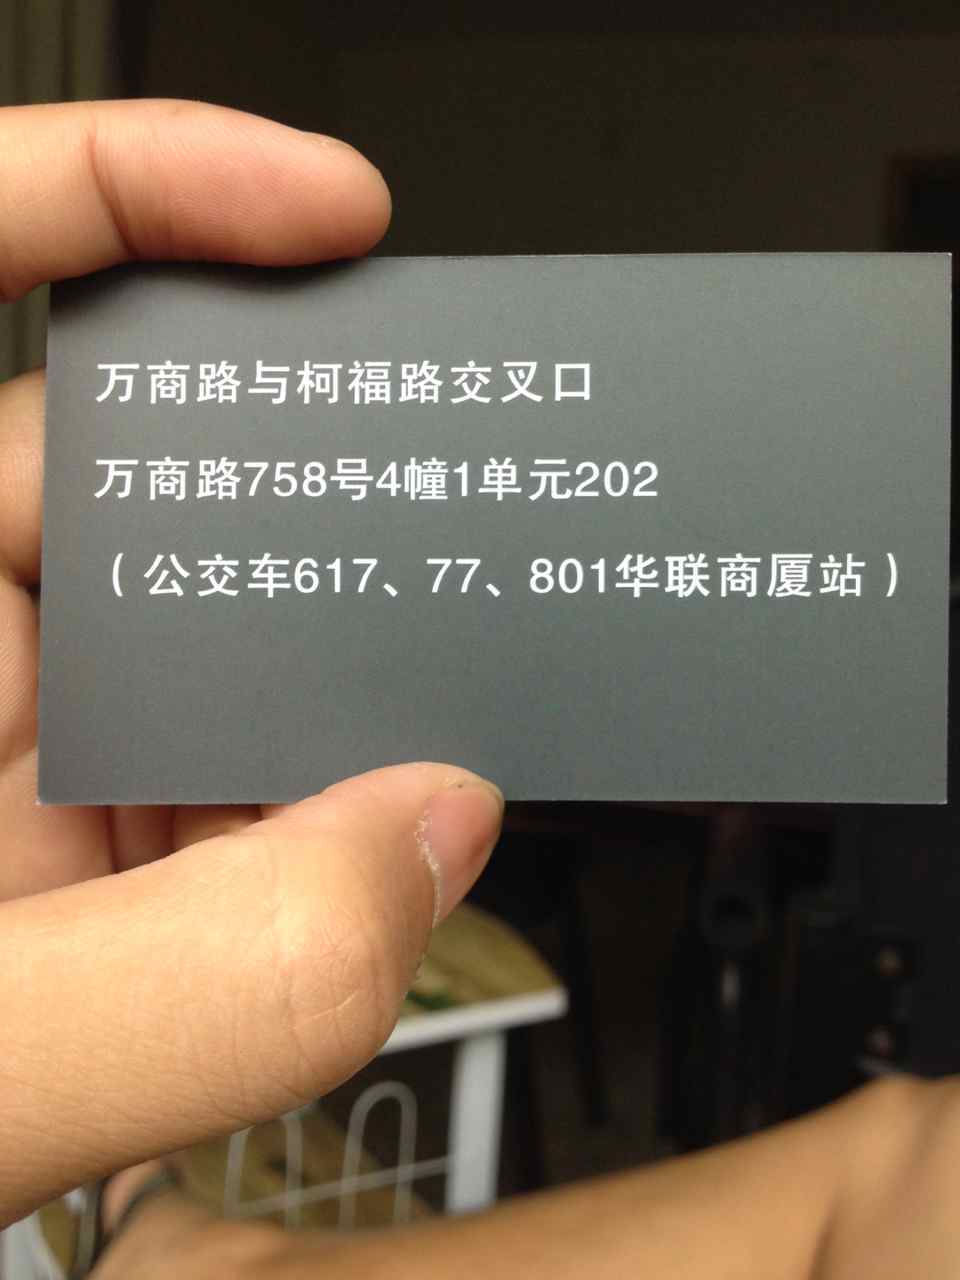 万商路与柯福路交叉口
万商路758号4幢1单元202
（公交车617、77、801华联商厦站）